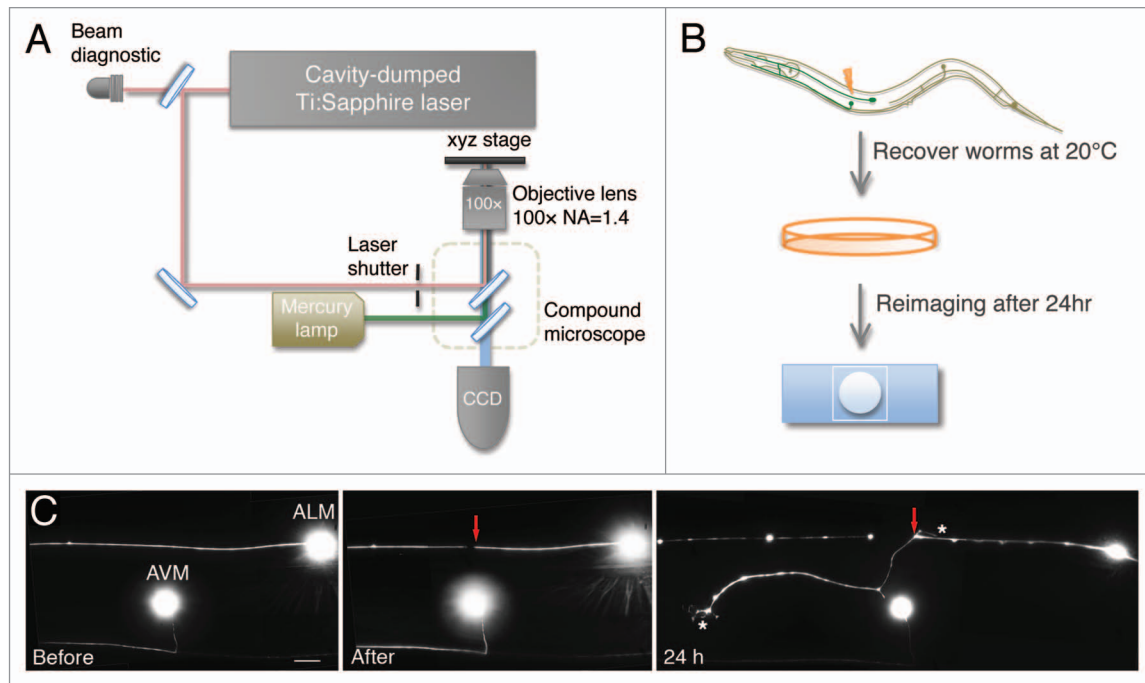 A
Beam
diagnostic
Cavity-dumped
Ti:Sapphire laser
xyz stage
100×
Objective lens
100× NA=1.4
Laser
shutter
Mercury
lamp
Compound
microscope
CCD
B
Recover worms at 20°C
Reimaging after 24hr
C
ALM
AVM
Before
After
*
*
24 h